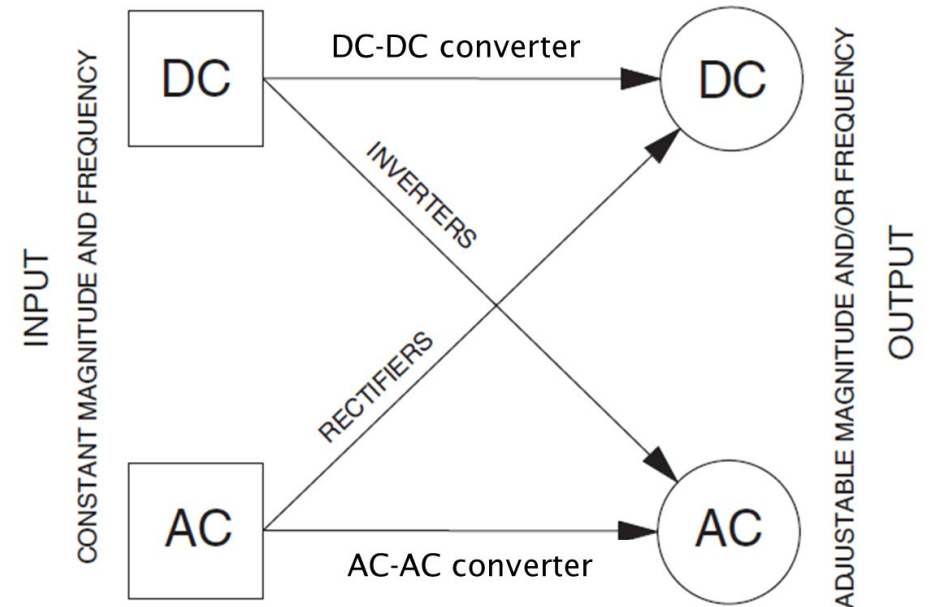 INPUT
CONSTANT MAGNITUDE AND FREQUENCY
DC
DC-DC converter
DC
INVERTERS
RECTIFIERS
AC
AC-AC converter
AC
ADJUSTABLE MAGNITUDE AND/OR FREQUENCY
OUTPUT